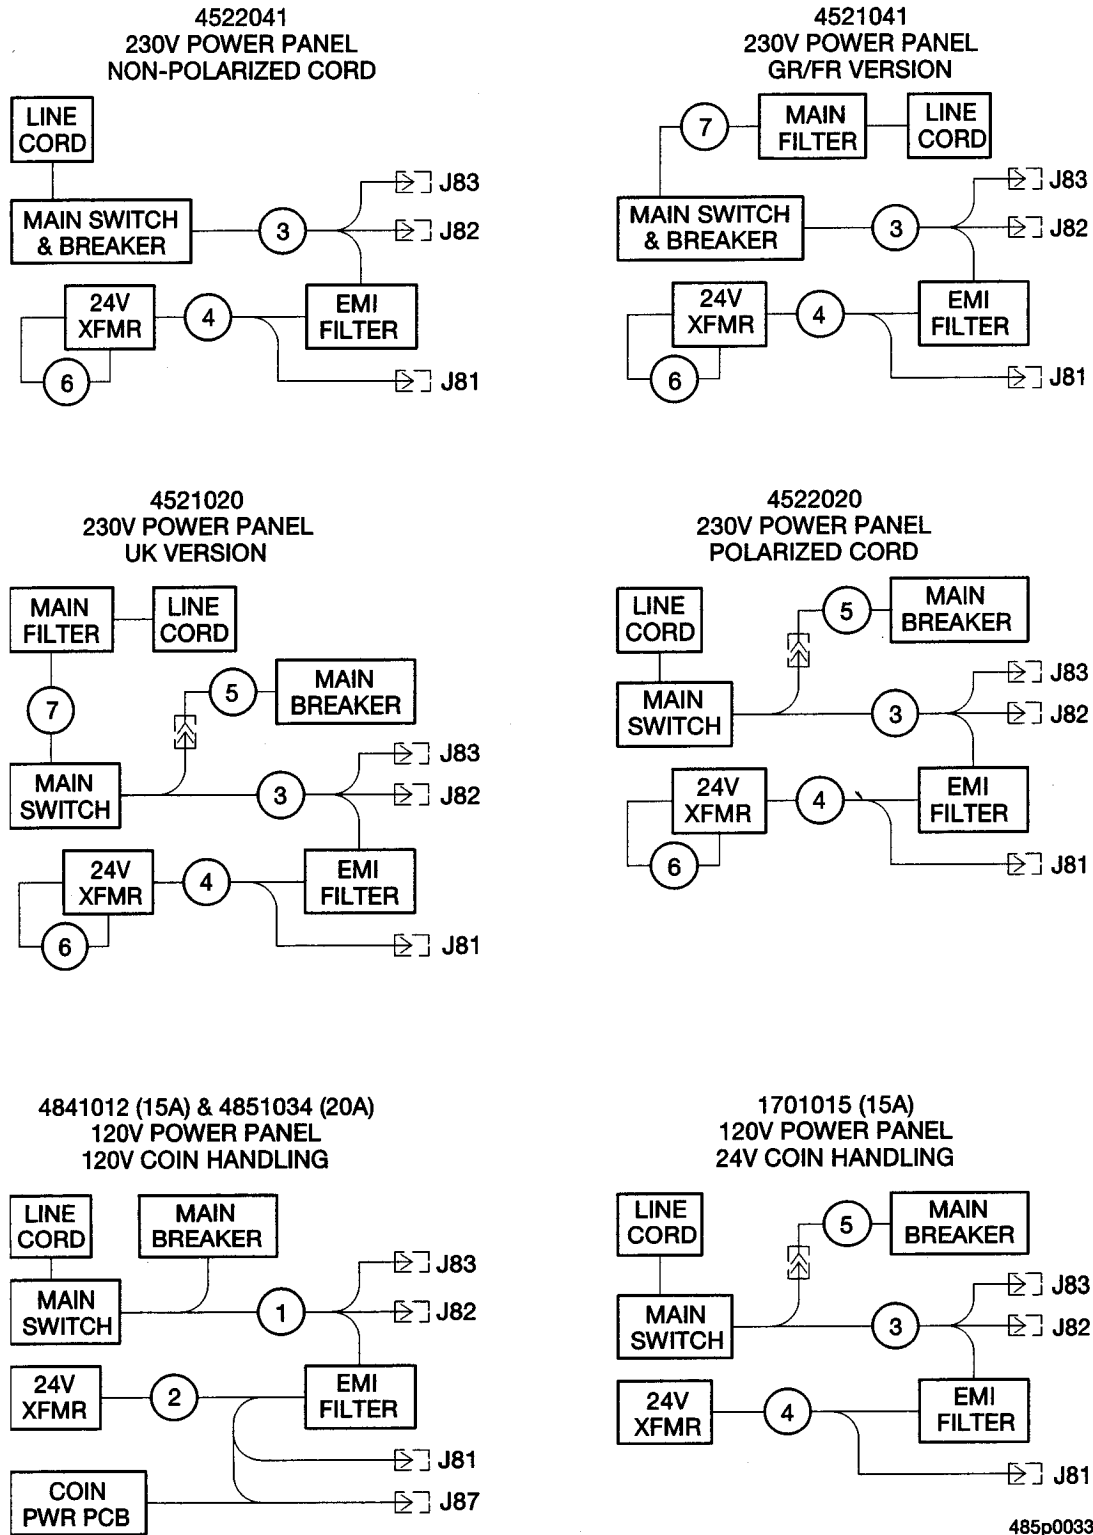 4522041
230V POWER PANEL
NON-POLARIZED CORD
LINE
CORD
MAIN SWITCH
& BREAKER
3
J83
J82
24V
XFMR
4
EMI
FILTER
6
J81
4521041
230V POWER PANEL
GR/FR VERSION
7
MAIN
FILTER
LINE
CORD
MAIN SWITCH
& BREAKER
3
J83
J82
24V
XFMR
4
EMI
FILTER
6
J81
4521020
230V POWER PANEL
UK VERSION
MAIN
FILTER
LINE
CORD
7
5
MAIN
BREAKER
MAIN
SWITCH
3
J83
J82
24V
XFMR
4
EMI
FILTER
6
J81
4522020
230V POWER PANEL
POLARIZED CORD
LINE
CORD
5
MAIN
BREAKER
MAIN
SWITCH
3
J83
J82
24V
XFMR
4
EMI
FILTER
6
J81
4841012 (15A) & 4851034 (20A)
120V POWER PANEL
120V COIN HANDLING
LINE
CORD
MAIN
BREAKER
MAIN
SWITCH
1
J83
J82
24V
XFMR
2
EMI
FILTER
J81
COIN
PWR PCB
J87
1701015 (15A)
120V POWER PANEL
24V COIN HANDLING
LINE
CORD
5
MAIN
BREAKER
MAIN
SWITCH
3
J83
J82
24V
XFMR
4
EMI
FILTER
J81
485p0033